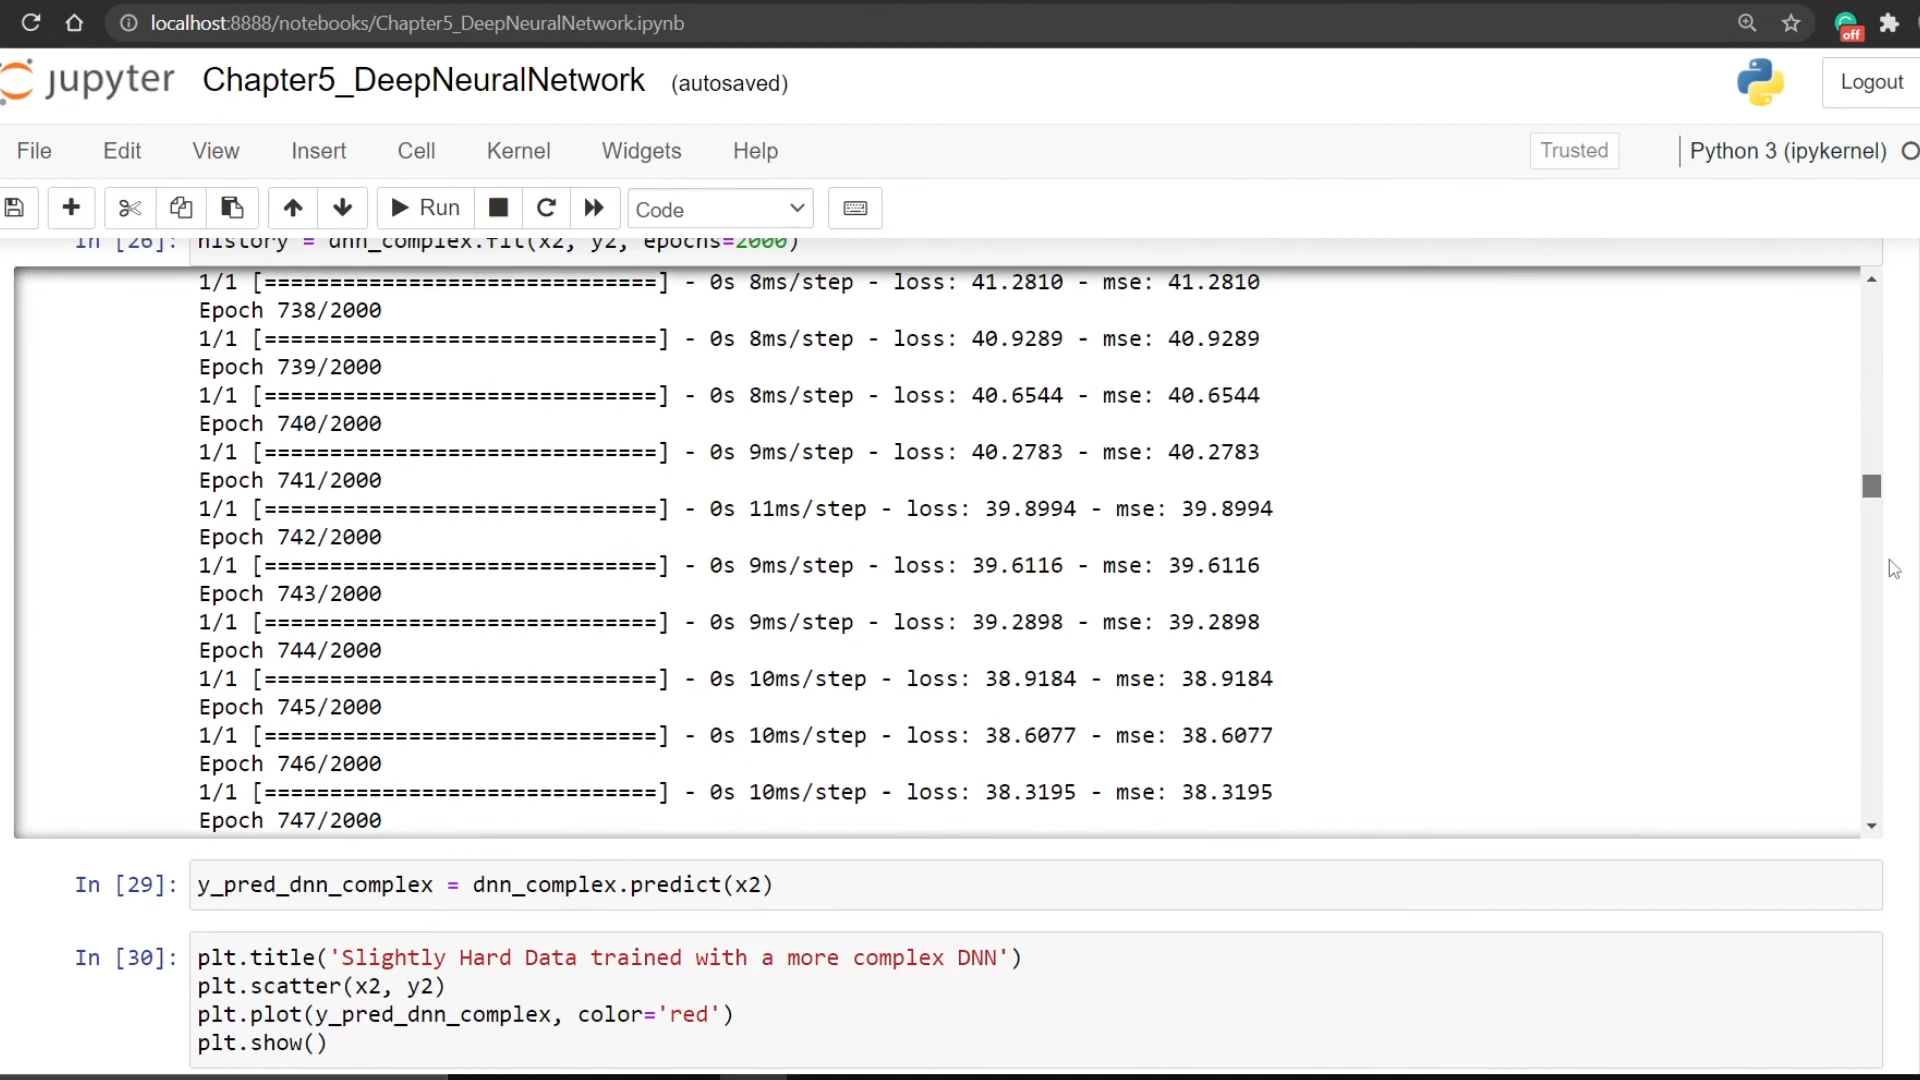 localhost:8888/notebooks/Chapter5_DeepNeuralNetwork.ipynb
off
jupyter Chapter5_DeepNeuralNetwork (autosaved)
Logout
File Edit View Insert Cell Kernel Widgets Help
Trusted Python 3 (ipykernel)
Run Code
In [26]: history = dnn_complex.fit(x2, y2, epochs=2000)
1/1 [==============================] - 0s 8ms/step - loss: 41.2810 - mse: 41.2810
Epoch 738/2000
1/1 [==============================] - 0s 8ms/step - loss: 40.9289 - mse: 40.9289
Epoch 739/2000
1/1 [==============================] - 0s 8ms/step - loss: 40.6544 - mse: 40.6544
Epoch 740/2000
1/1 [==============================] - 0s 9ms/step - loss: 40.2783 - mse: 40.2783
Epoch 741/2000
1/1 [==============================] - 0s 11ms/step - loss: 39.8994 - mse: 39.8994
Epoch 742/2000
1/1 [==============================] - 0s 9ms/step - loss: 39.6116 - mse: 39.6116
Epoch 743/2000
1/1 [==============================] - 0s 9ms/step - loss: 39.2898 - mse: 39.2898
Epoch 744/2000
1/1 [==============================] - 0s 10ms/step - loss: 38.9184 - mse: 38.9184
Epoch 745/2000
1/1 [==============================] - 0s 10ms/step - loss: 38.6077 - mse: 38.6077
Epoch 746/2000
1/1 [==============================] - 0s 10ms/step - loss: 38.3195 - mse: 38.3195
Epoch 747/2000
In [29]: y_pred_dnn_complex = dnn_complex.predict(x2)
In [30]: plt.title('Slightly Hard Data trained with a more complex DNN')
plt.scatter(x2, y2)
plt.plot(y_pred_dnn_complex, color='red')
plt.show()